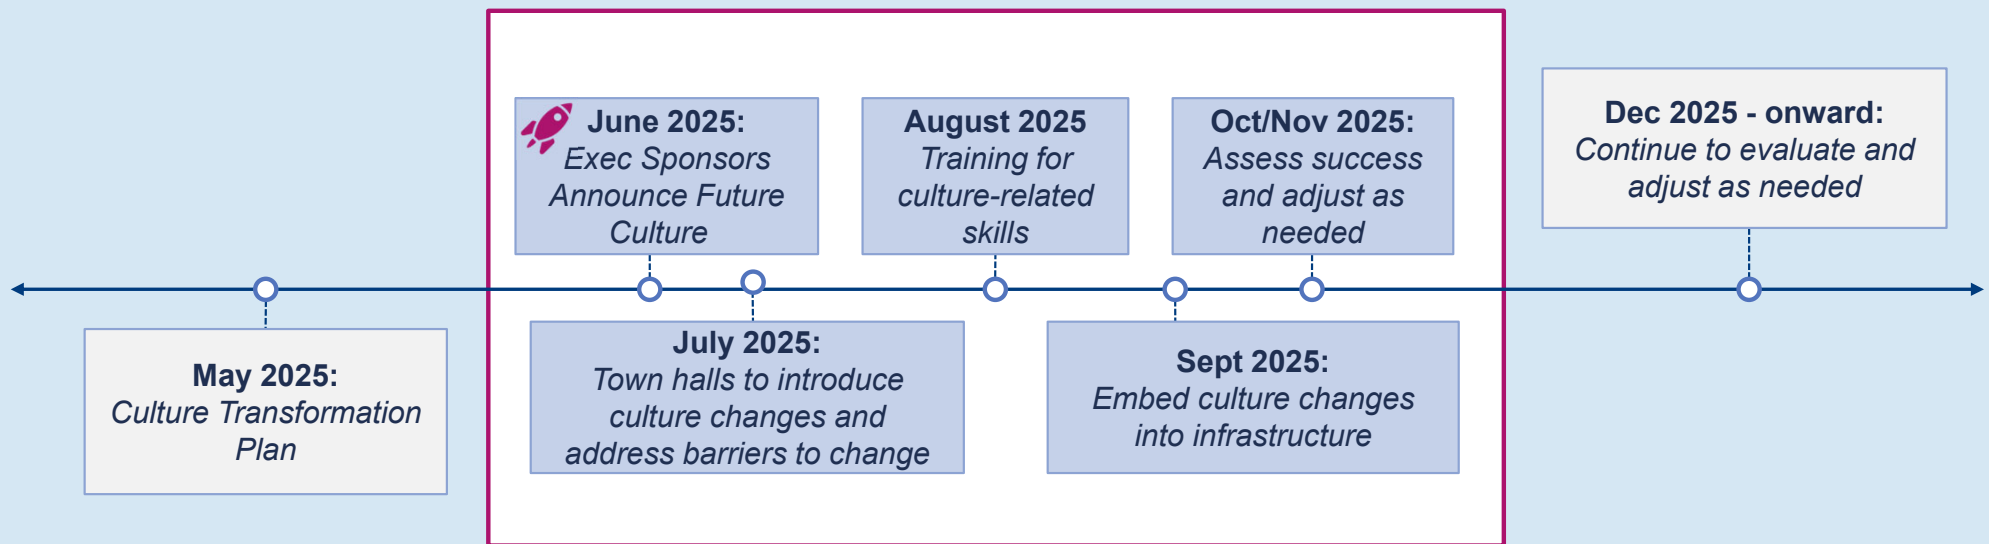 May 2025:
Culture Transformation
Plan
June 2025:
Exec Sponsors
Announce Future
Culture
July 2025:
Town halls to introduce
culture changes and
address barriers to change
August 2025
Training for
culture-related
skills
Sept 2025:
Embed culture changes
into infrastructure
Oct/Nov 2025:
Assess success
and adjust as
needed
Dec 2025 - onward:
Continue to evaluate and
adjust as needed